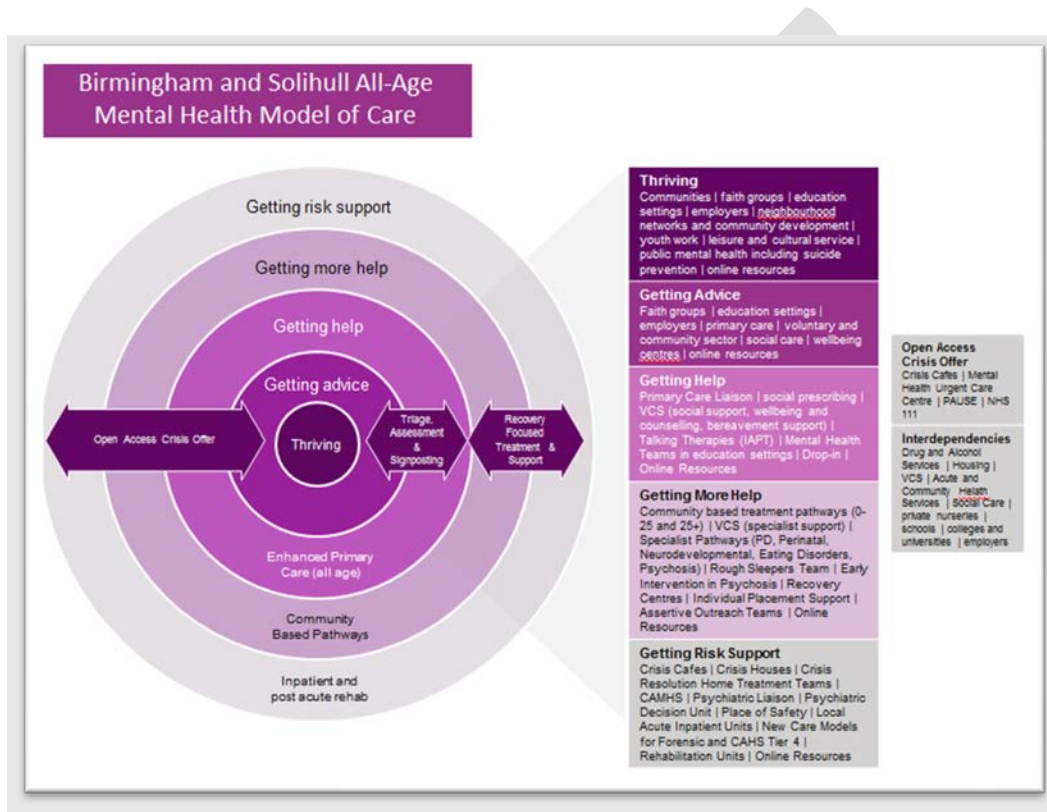 Birmingham and Solihull All-Age
Mental Health Model of Care
Getting risk support
Getting more help
Getting help
Getting advice
Open Access Crisis Offer
Thriving
Triage,
Assessment
&
Signposting
Recovery
Focused
Treatment &
Support
Enhanced Primary
Care (all age)
Community
Based Pathways
Inpatient and
post acute rehab
Thriving
Communities | faith groups | education
settings | employers | neighbourhood
networks and community development |
youth work | leisure and cultural service |
public mental health including suicide
prevention | online resources
Getting Advice
Faith groups | education settings |
employers | primary care | voluntary and
community sector | social care | wellbeing
centres | online resources
Getting Help
Primary Care Liaison | social prescribing |
VCS (social support, wellbeing and
counselling, bereavement support) |
Talking Therapies (IAPT) | Mental Health
Teams in education settings | Drop-in |
Online Resources
Getting More Help
Community based treatment pathways (0-
25 and 25+) | VCS (specialist support) |
Specialist Pathways (PD, Perinatal,
Neurodevelopmental, Eating Disorders,
Psychosis) | Rough Sleepers Team | Early
Intervention in Psychosis | Recovery
Centres | Individual Placement Support |
Assertive Outreach Teams | Online
Resources
Getting Risk Support
Crisis Cafes | Crisis Houses | Crisis
Resolution Home Treatment Teams |
CAMHS | Psychiatric Liaison | Psychiatric
Decision Unit | Place of Safety | Local
Acute Inpatient Units | New Care Models
for Forensic and CAHS Tier 4 |
Rehabilitation Units | Online Resources
Open Access
Crisis Offer
Crisis Cafes | Mental
Health Urgent Care
Centre | PAUSE | NHS
111
Interdependencies
Drug and Alcohol
Services | Housing |
VCS | Acute and
Community Helath
Services | Social Care |
private nurseries |
schools | colleges and
universities | employers